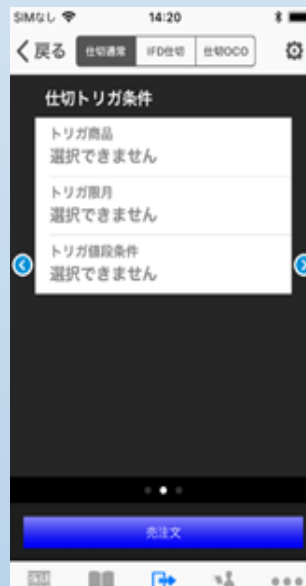 SIMなし 14:20
戻る 仕切通常 IFD仕切 仕切OCO
仕切トリガ条件
トリガ商品
選択できません
トリガ限月
選択できません
トリガ値段条件
選択できません
売注文